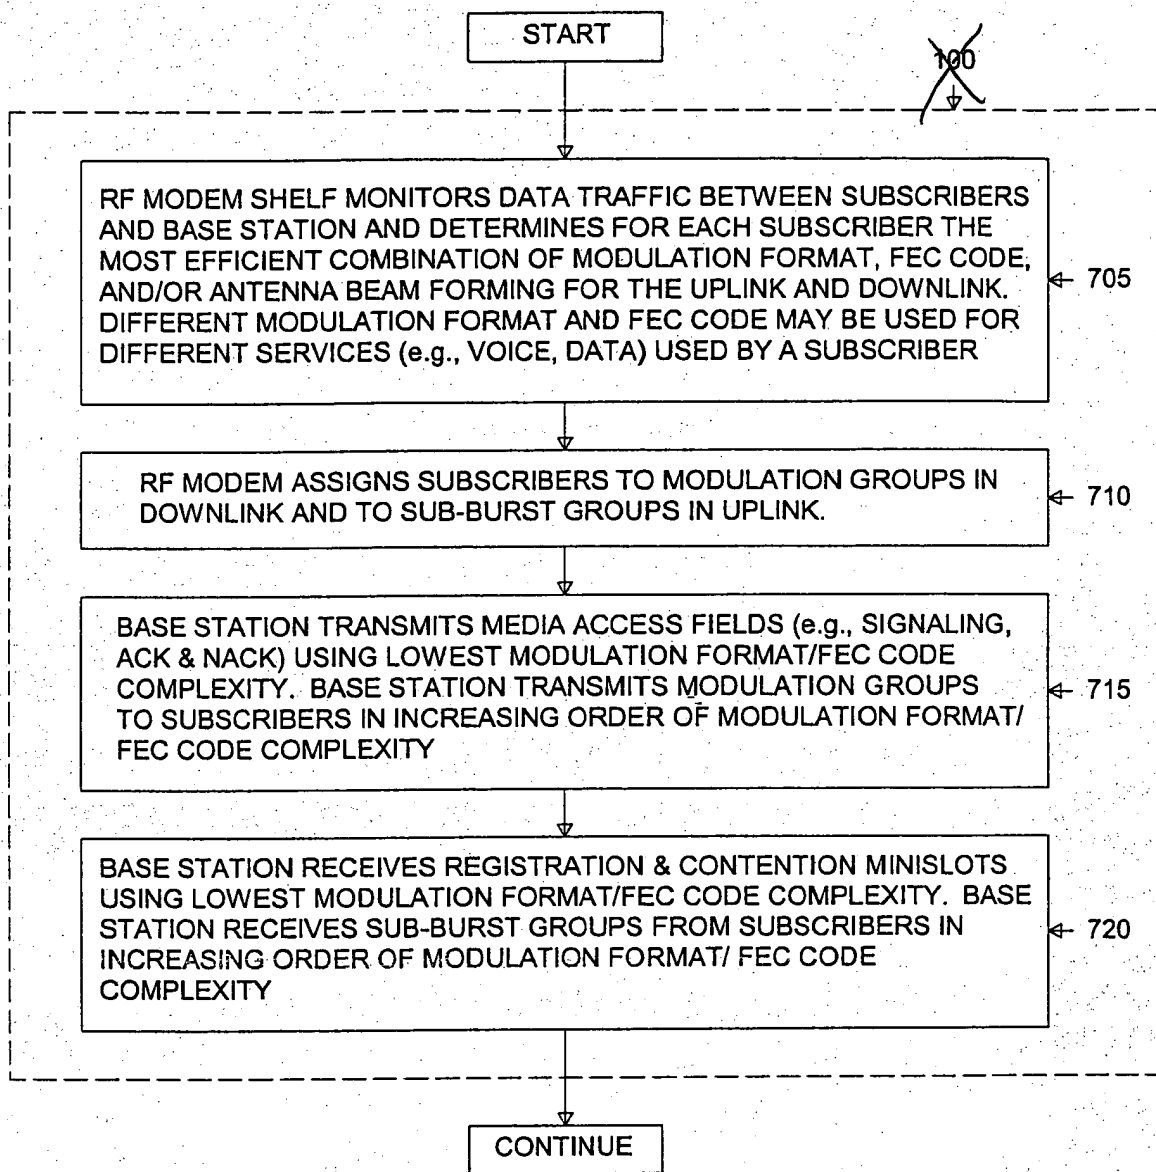 START
100
RF MODEM SHELF MONITORS DATA TRAFFIC BETWEEN SUBSCRIBERS
AND BASE STATION AND DETERMINES FOR EACH SUBSCRIBER THE
MOST EFFICIENT COMBINATION OF MODULATION FORMAT, FEC CODE,
AND/OR ANTENNA BEAM FORMING FOR THE UPLINK AND DOWNLINK.
DIFFERENT MODULATION FORMAT AND FEC CODE MAY BE USED FOR
DIFFERENT SERVICES (e.g., VOICE, DATA) USED BY A SUBSCRIBER
705
RF MODEM ASSIGNS SUBSCRIBERS TO MODULATION GROUPS IN
DOWNLINK AND TO SUB-BURST GROUPS IN UPLINK.
710
BASE STATION TRANSMITS MEDIA ACCESS FIELDS (e.g., SIGNALING,
ACK & NACK) USING LOWEST MODULATION FORMAT/FEC CODE
COMPLEXITY. BASE STATION TRANSMITS MODULATION GROUPS
TO SUBSCRIBERS IN INCREASING ORDER OF MODULATION FORMAT/
FEC CODE COMPLEXITY
715
BASE STATION RECEIVES REGISTRATION & CONTENTION MINISLOTS
USING LOWEST MODULATION FORMAT/FEC CODE COMPLEXITY. BASE
STATION RECEIVES SUB-BURST GROUPS FROM SUBSCRIBERS IN
INCREASING ORDER OF MODULATION FORMAT/ FEC CODE
COMPLEXITY
720
CONTINUE